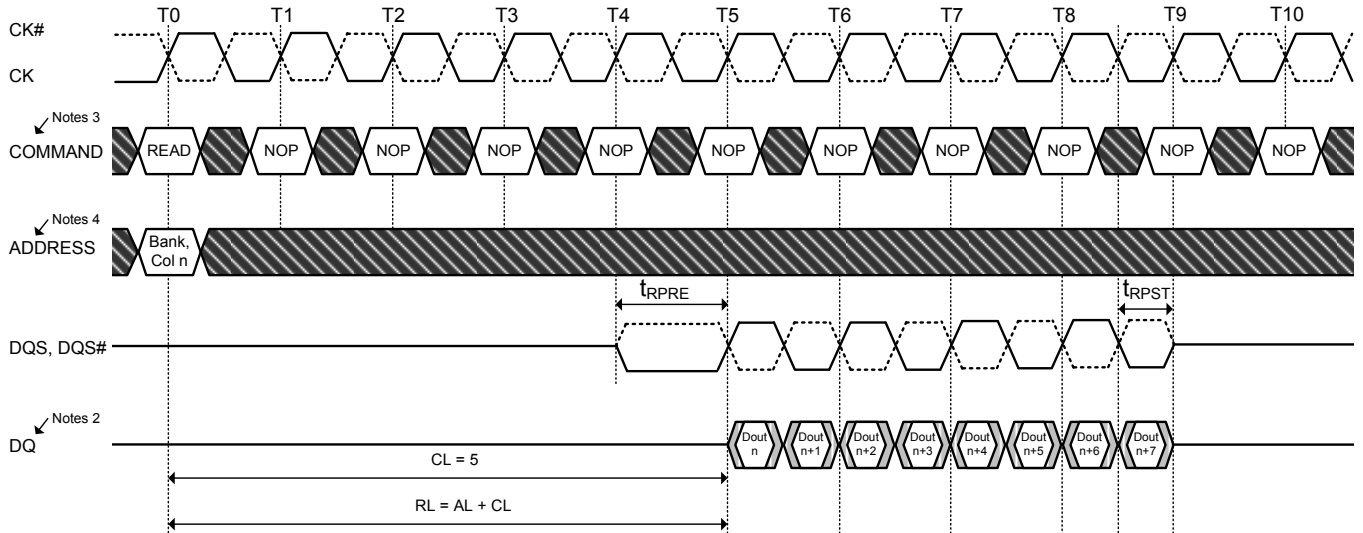 T0 T1 T2 T3 T4 T5 T6 T7 T8 T9 T10
CK#
CK
Notes 3
COMMAND READ NOP NOP NOP NOP NOP NOP NOP NOP NOP NOP
Notes 4
ADDRESS
Bank,
Col n
tRPRE tRPST
DQS, DQS#
Notes 2
DQ
Dout Dout Dout Dout Dout Dout Dout Dout
n n+1 n+2 n+3 n+4 n+5 n+6 n+7
CL = 5
RL = AL + CL